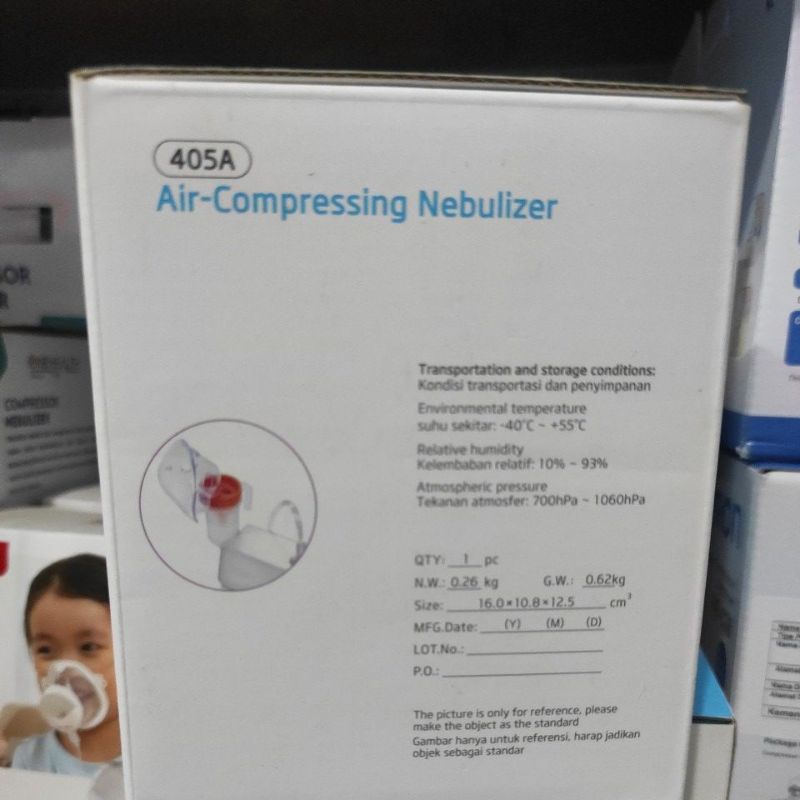 405A
Air-Compressing Nebulizer
Transportation and storage conditions:
Kondisi transportasi dan penyimpanan
Environmental temperature
suhu sekitar: -40°C ~ +55°C
Relative humidity
Kelembaban relatif: 10% ~ 93%
Atmospheric pressure
Tekanan atmosfer: 700hPa ~ 1060hPa
QTY: 1 pc
N.W.: 0.26 kg G.W.: 0.62kg
Size: 16.0×10.8×12.5 cm³
MFG.Date: (Y) (M) (D)
LOT.No.:
P.O.:
The picture is only for reference, please
make the object as the standard
Gambar hanya untuk referensi, harap jadikan
objek sebagai standar
COMPRESSOR
NEBULIZER